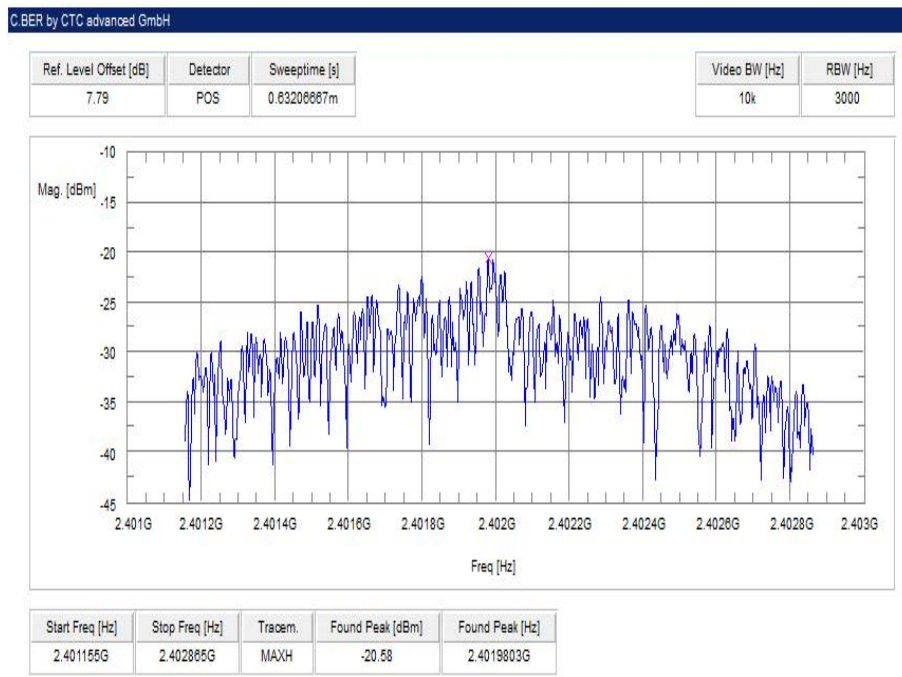 C.BER by CTC advanced GmbH
Ref. Level Offset [dB] Detector Sweeptime [s] Video BW [Hz] RBW [Hz]
7.79 POS 0.63206667m 10k 3000
-10
Mag. [dBm]
-15
-20
-25
-30
-35
-40
-45
2.401G 2.4012G 2.4014G 2.4016G 2.4018G 2.402G 2.4022G 2.4024G 2.4026G 2.4028G 2.403G
Freq [Hz]
Start Freq [Hz] Stop Freq [Hz] Tracem. Found Peak [dBm] Found Peak [Hz]
2.401155G 2.402865G MAXH -20.58 2.4019803G